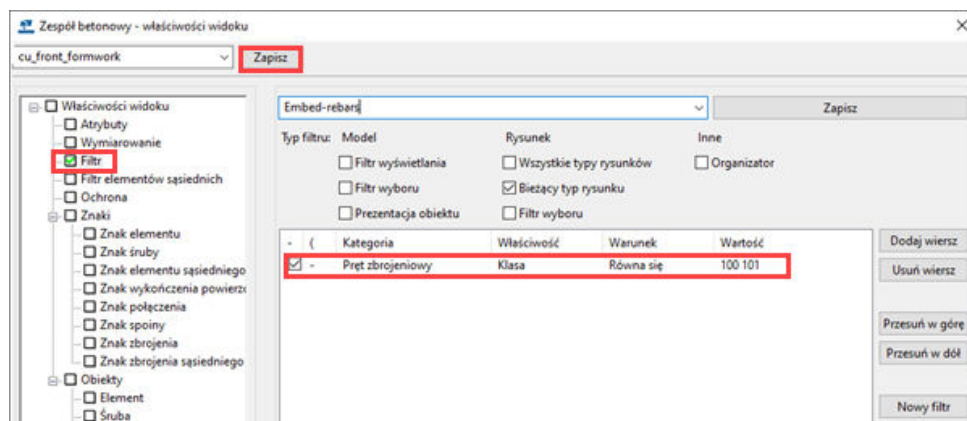 Zespół betonowy - właściwości widoku
cu_front_formwork
Zapisz
Właściwości widoku
Atrybuty
Wymiarowanie
Filtr
Filtr elementów sąsiednich
Ochrona
Znaki
Znak elementu
Znak śruby
Znak elementu sąsiedniego
Znak wykończenia powierz
Znak połączenia
Znak spoiny
Znak zbrojenia
Znak zbrojenia sąsiedniego
Obiekty
Element
Śruba
Embed-rebars
Zapisz
Typ filtru: Model Rysunek Inne
Filtr wyświetlania Wszystkie typy rysunków Organizator
Filtr wyboru Bieżący typ rysunku
Prezentacja obiektu Filtr wyboru
- ( Kategoria Właściwość Warunek Wartość
- Pręt zbrojeniowy Klasa Równa się 100 101
Dodaj wiersz
Usuń wiersz
Przesuń w górę
Przesuń w dół
Nowy filtr